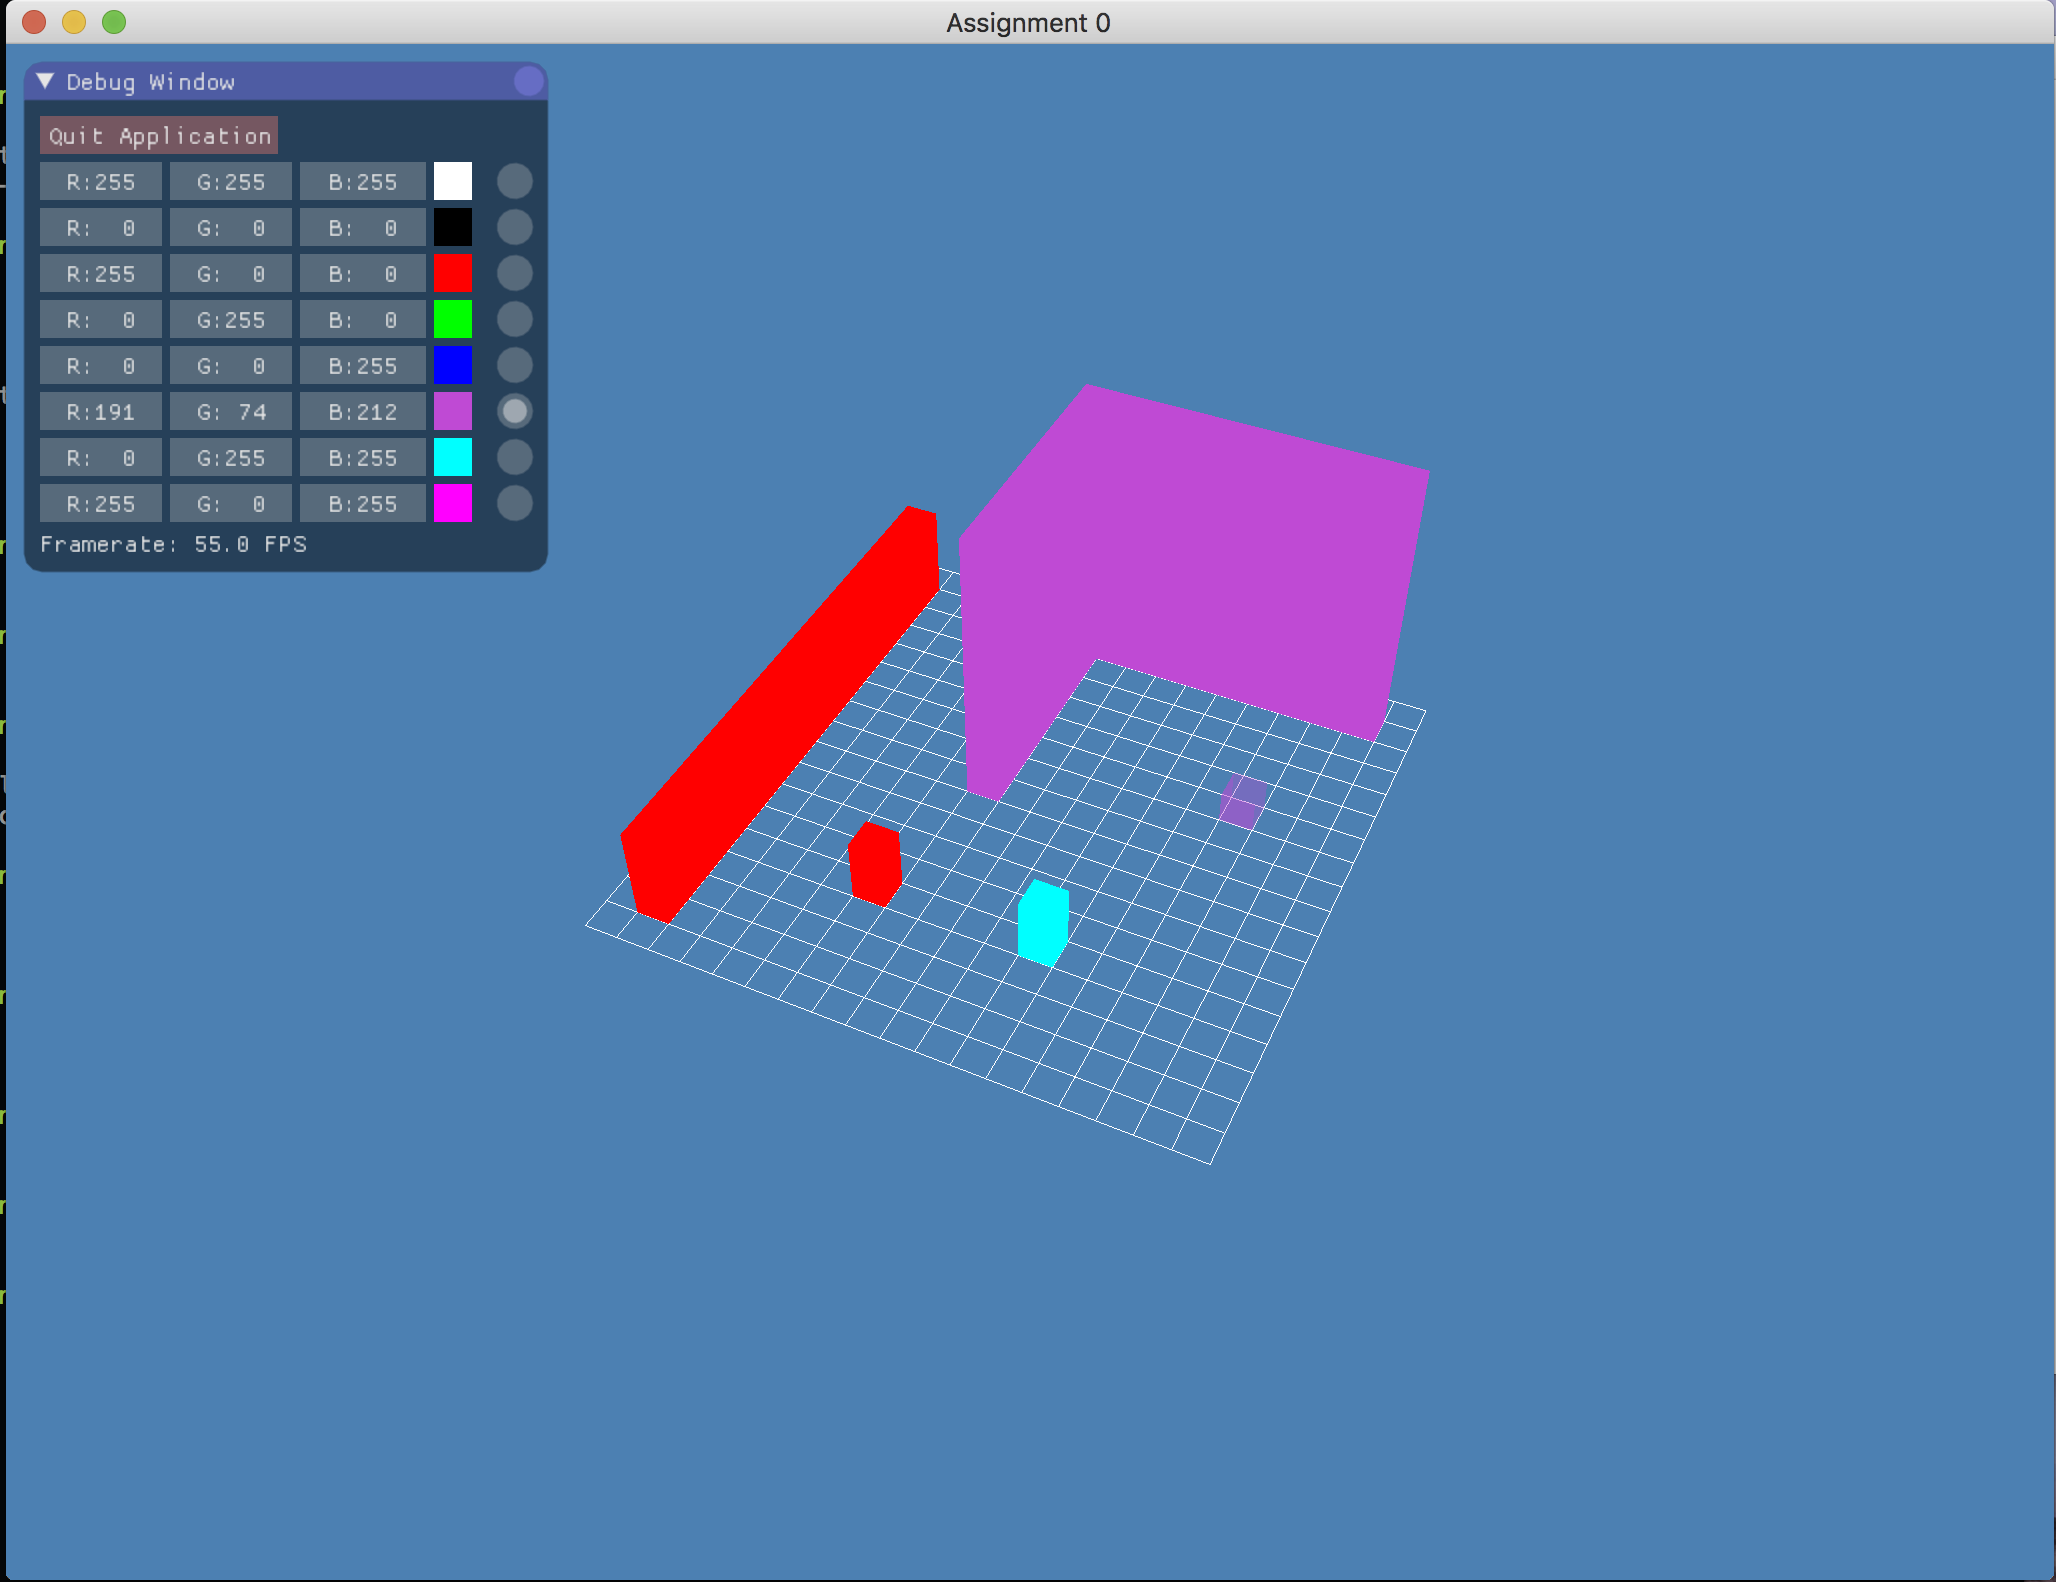 Assignment 0
Debug Window
Quit Application
R:255 G:255 B:255
R: 0 G: 0 B: 0
R:255 G: 0 B: 0
R: 0 G:255 B: 0
R: 0 G: 0 B:255
R:191 G: 74 B:212
R: 0 G:255 B:255
R:255 G: 0 B:255
Framerate: 55.0 FPS